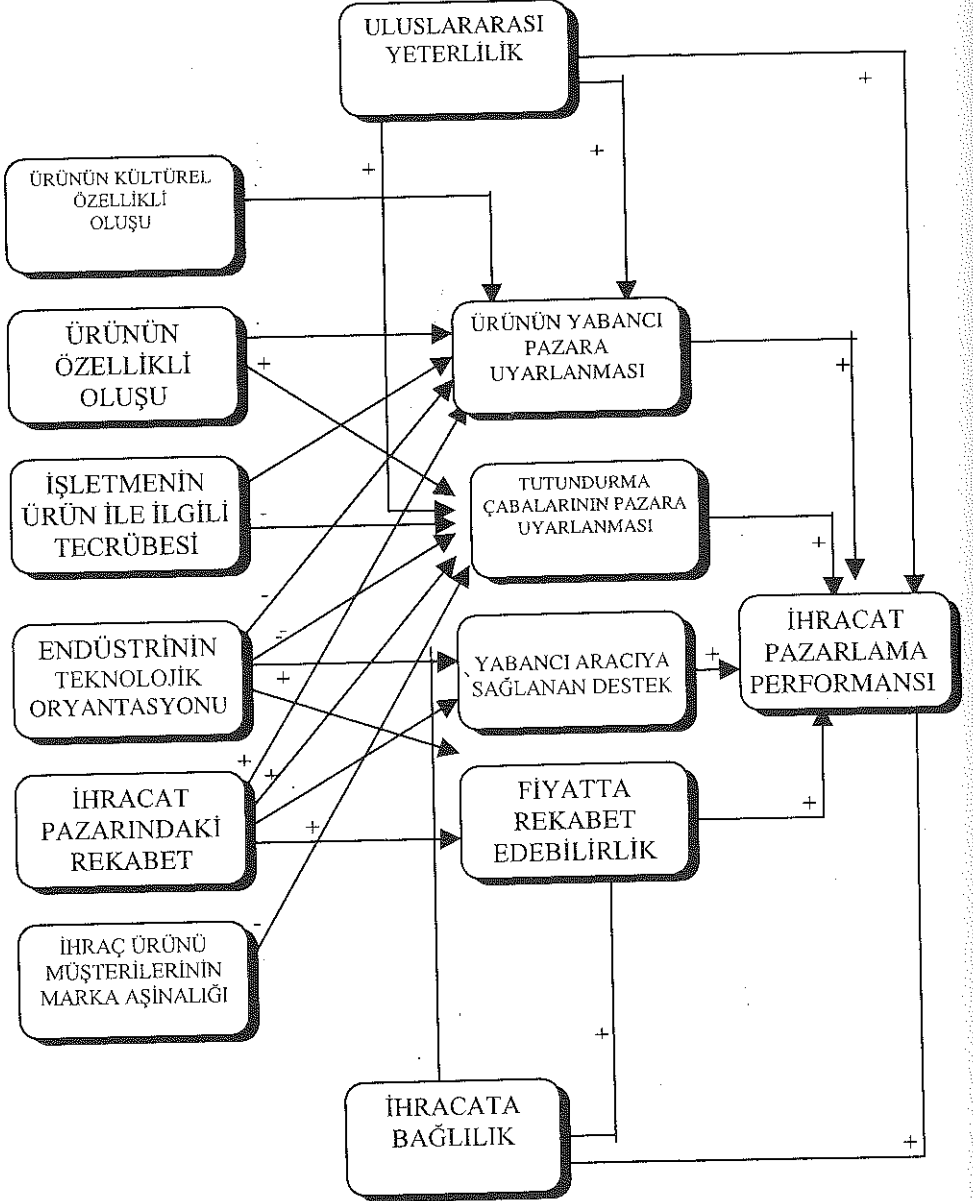 ULUSLARARASI
YETERLİLİK
+
+
+
ÜRÜNÜN KÜLTÜREL
ÖZELLİKLİ
OLUŞU
ÜRÜNÜN
ÖZELLİKLİ
OLUŞU
-
+
ÜRÜNÜN YABANCI
PAZARA
UYARLANMASI
+
İŞLETMENİN
ÜRÜN İLE İLGİLİ
TECRÜBESİ
-
TUTUNDURMA
ÇABALARININ PAZARA
UYARLANMASI
+
ENDÜSTRİNİN
TEKNOLOJİK
ORYANTASYONU
-
-
+
YABANCI ARACIYA
SAĞLANAN DESTEK
+
İHRACAT
PAZARLAMA
PERFORMANSI
İHRACAT
PAZARINDAKİ
REKABET
+
+
+
FİYATTA
REKABET
EDEBİLİRLİK
+
İHRAÇ ÜRÜNÜ
MÜŞTERİLERİNİN
MARKA AŞİNALIĞI
-
+
İHRACATA
BAĞLILIK
+